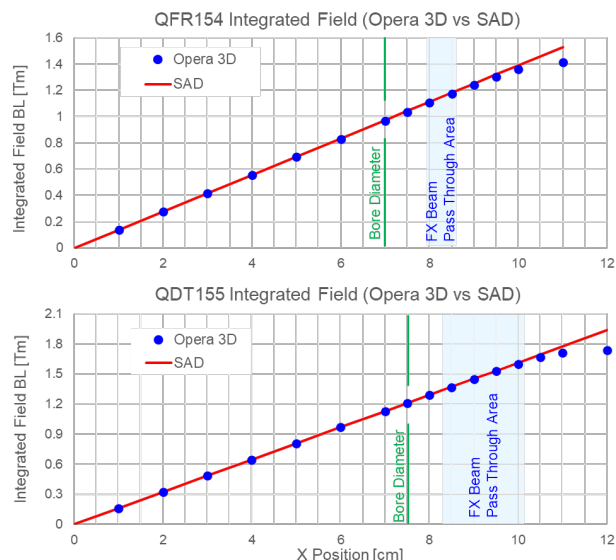 QFR154 Integrated Field (Opera 3D vs SAD)
Integrated Field BL [Tm]
1.6
1.4
1.2
1
0.8
0.6
0.4
0.2
0
Opera 3D
SAD
Bore Diameter
FX Beam
Pass Through Area
0 2 4 6 8 10 12
QDT155 Integrated Field (Opera 3D vs SAD)
Integrated Field BL [Tm]
2.1
1.8
1.5
1.2
0.9
0.6
0.3
0
Opera 3D
SAD
Bore Diameter
FX Beam
Pass Through Area
0 2 4 6 8 10 12
X Position [cm]